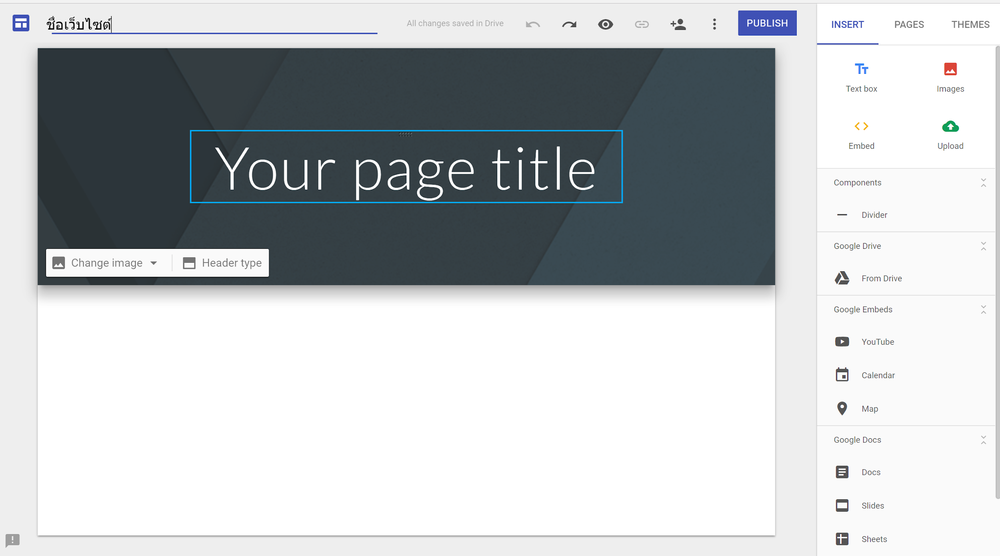 ชื่อเว็บไซต์
All changes saved in Drive
PUBLISH
INSERT
PAGES
THEMES
Your page title
Change image
Header type
Text box
Images
Embed
Upload
Components
Divider
Google Drive
From Drive
Google Embeds
YouTube
Calendar
Map
Google Docs
Docs
Slides
Sheets